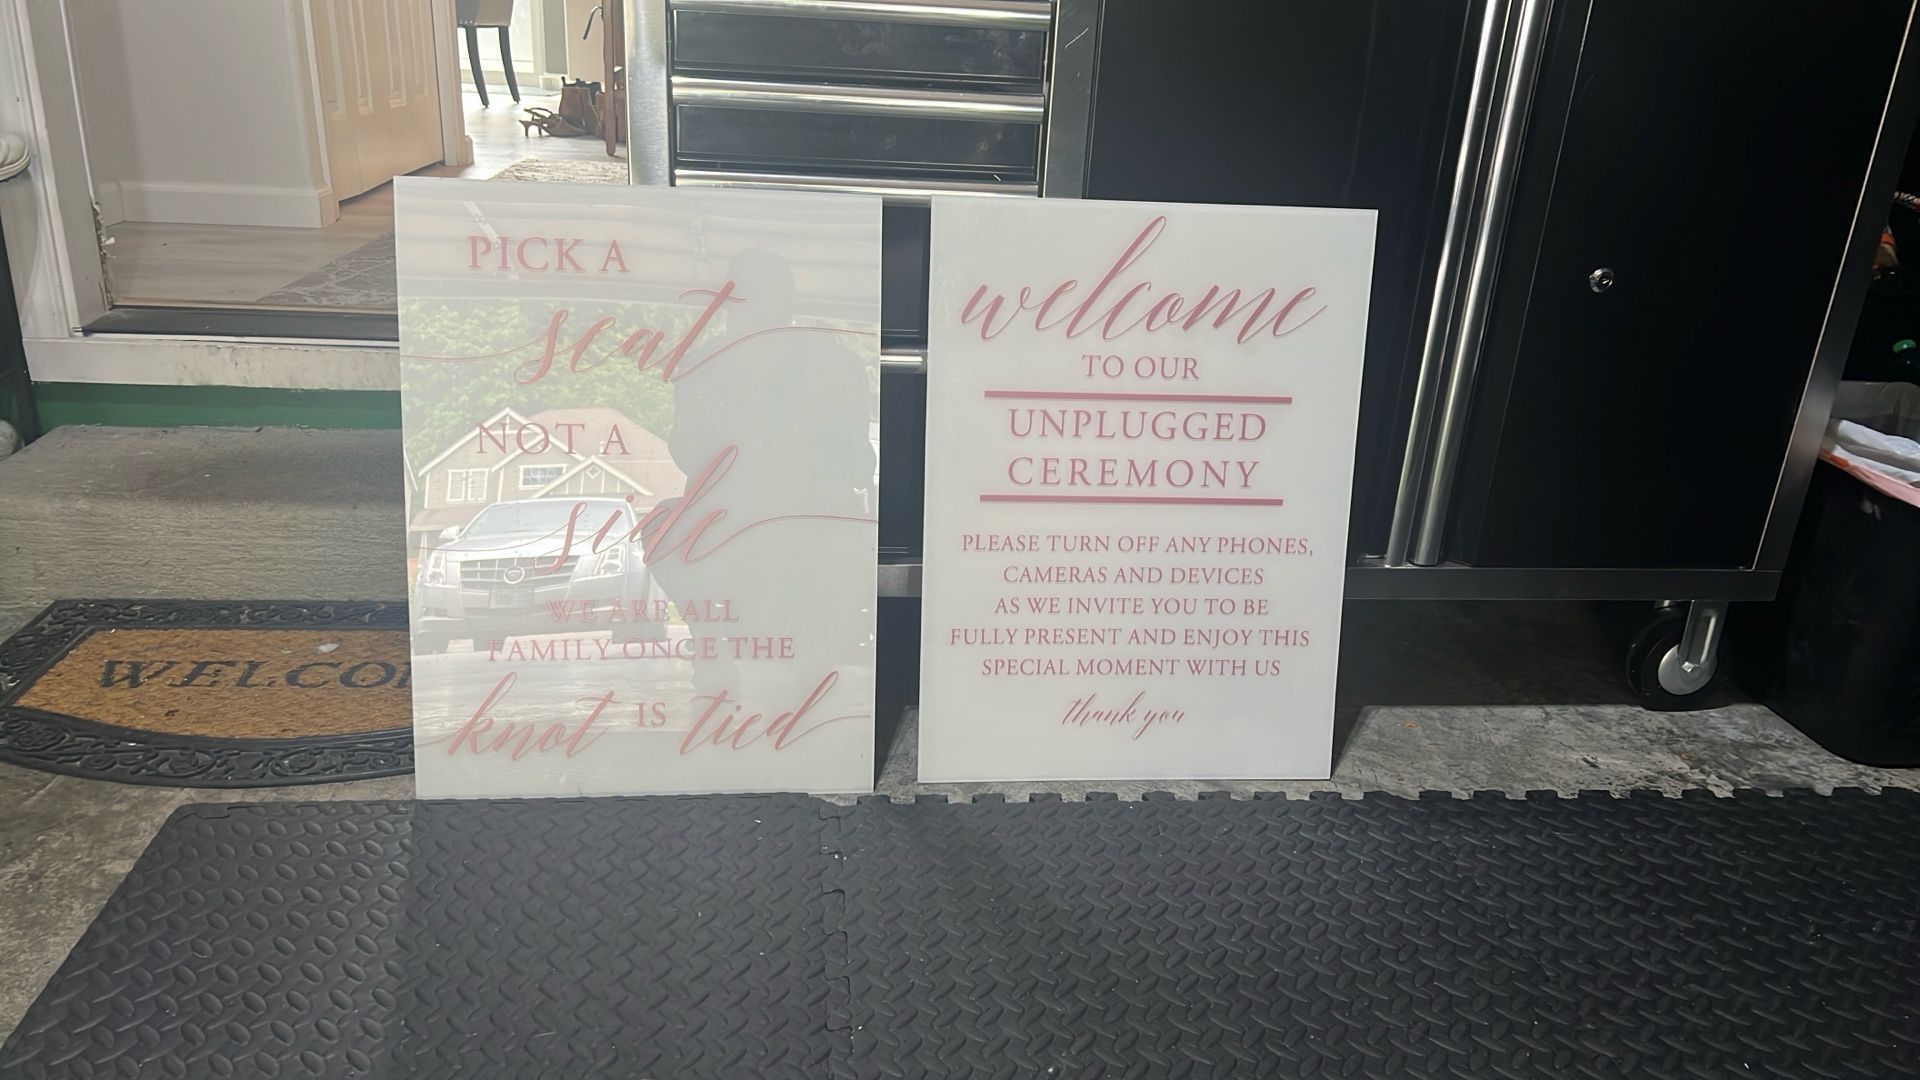 PICK A
seat
NOT A
side
WE ARE ALL
FAMILY ONCE THE
knot IS tied
welcome
TO OUR
UNPLUGGED
CEREMONY
PLEASE TURN OFF ANY PHONES,
CAMERAS AND DEVICES
AS WE INVITE YOU TO BE
FULLY PRESENT AND ENJOY THIS
SPECIAL MOMENT WITH US
thank you
WELCO